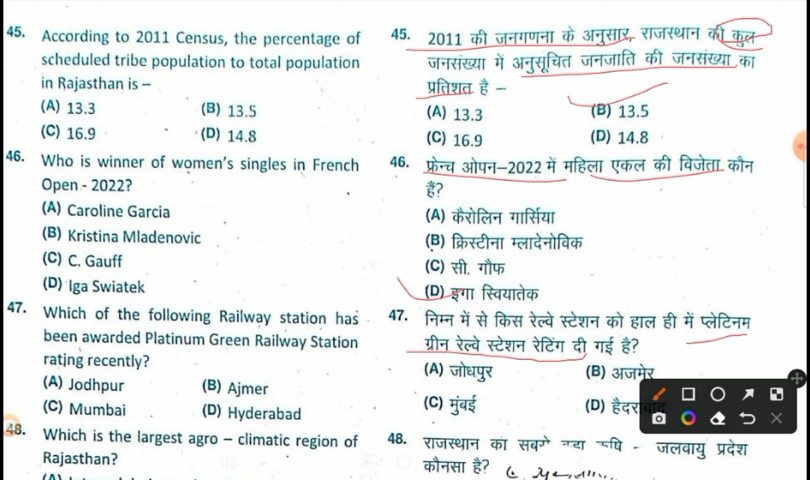 45. According to 2011 Census, the percentage of
scheduled tribe population to total population
in Rajasthan is –
(A) 13.3 (B) 13.5
(C) 16.9 (D) 14.8
46. Who is winner of women's singles in French
Open - 2022?
(A) Caroline Garcia
(B) Kristina Mladenovic
(C) C. Gauff
(D) Iga Swiatek
47. Which of the following Railway station has
been awarded Platinum Green Railway Station
rating recently?
(A) Jodhpur (B) Ajmer
(C) Mumbai (D) Hyderabad
48. Which is the largest agro – climatic region of
Rajasthan?
45. 2011 की जनगणना के अनुसार, राजस्थान की कुल
जनसंख्या में अनुसूचित जनजाति की जनसंख्या का
प्रतिशत है –
(A) 13.3 (B) 13.5
(C) 16.9 (D) 14.8
46. फ्रेन्च ओपन–2022 में महिला एकल की विजेता कौन
हैं?
(A) कैरोलिन गार्सिया
(B) क्रिस्टीना म्लादेनोविक
(C) सी. गौफ
(D) इगा स्वियातेक
47. निम्न में से किस रेल्वे स्टेशन को हाल ही में प्लेटिनम
ग्रीन रेल्वे स्टेशन रेटिंग दी गई है?
(A) जोधपुर (B) अजमेर
(C) मुंबई (D) हैदराबाद
48. राजस्थान का सबसे - जलवायु प्रदेश
कौनसा है?